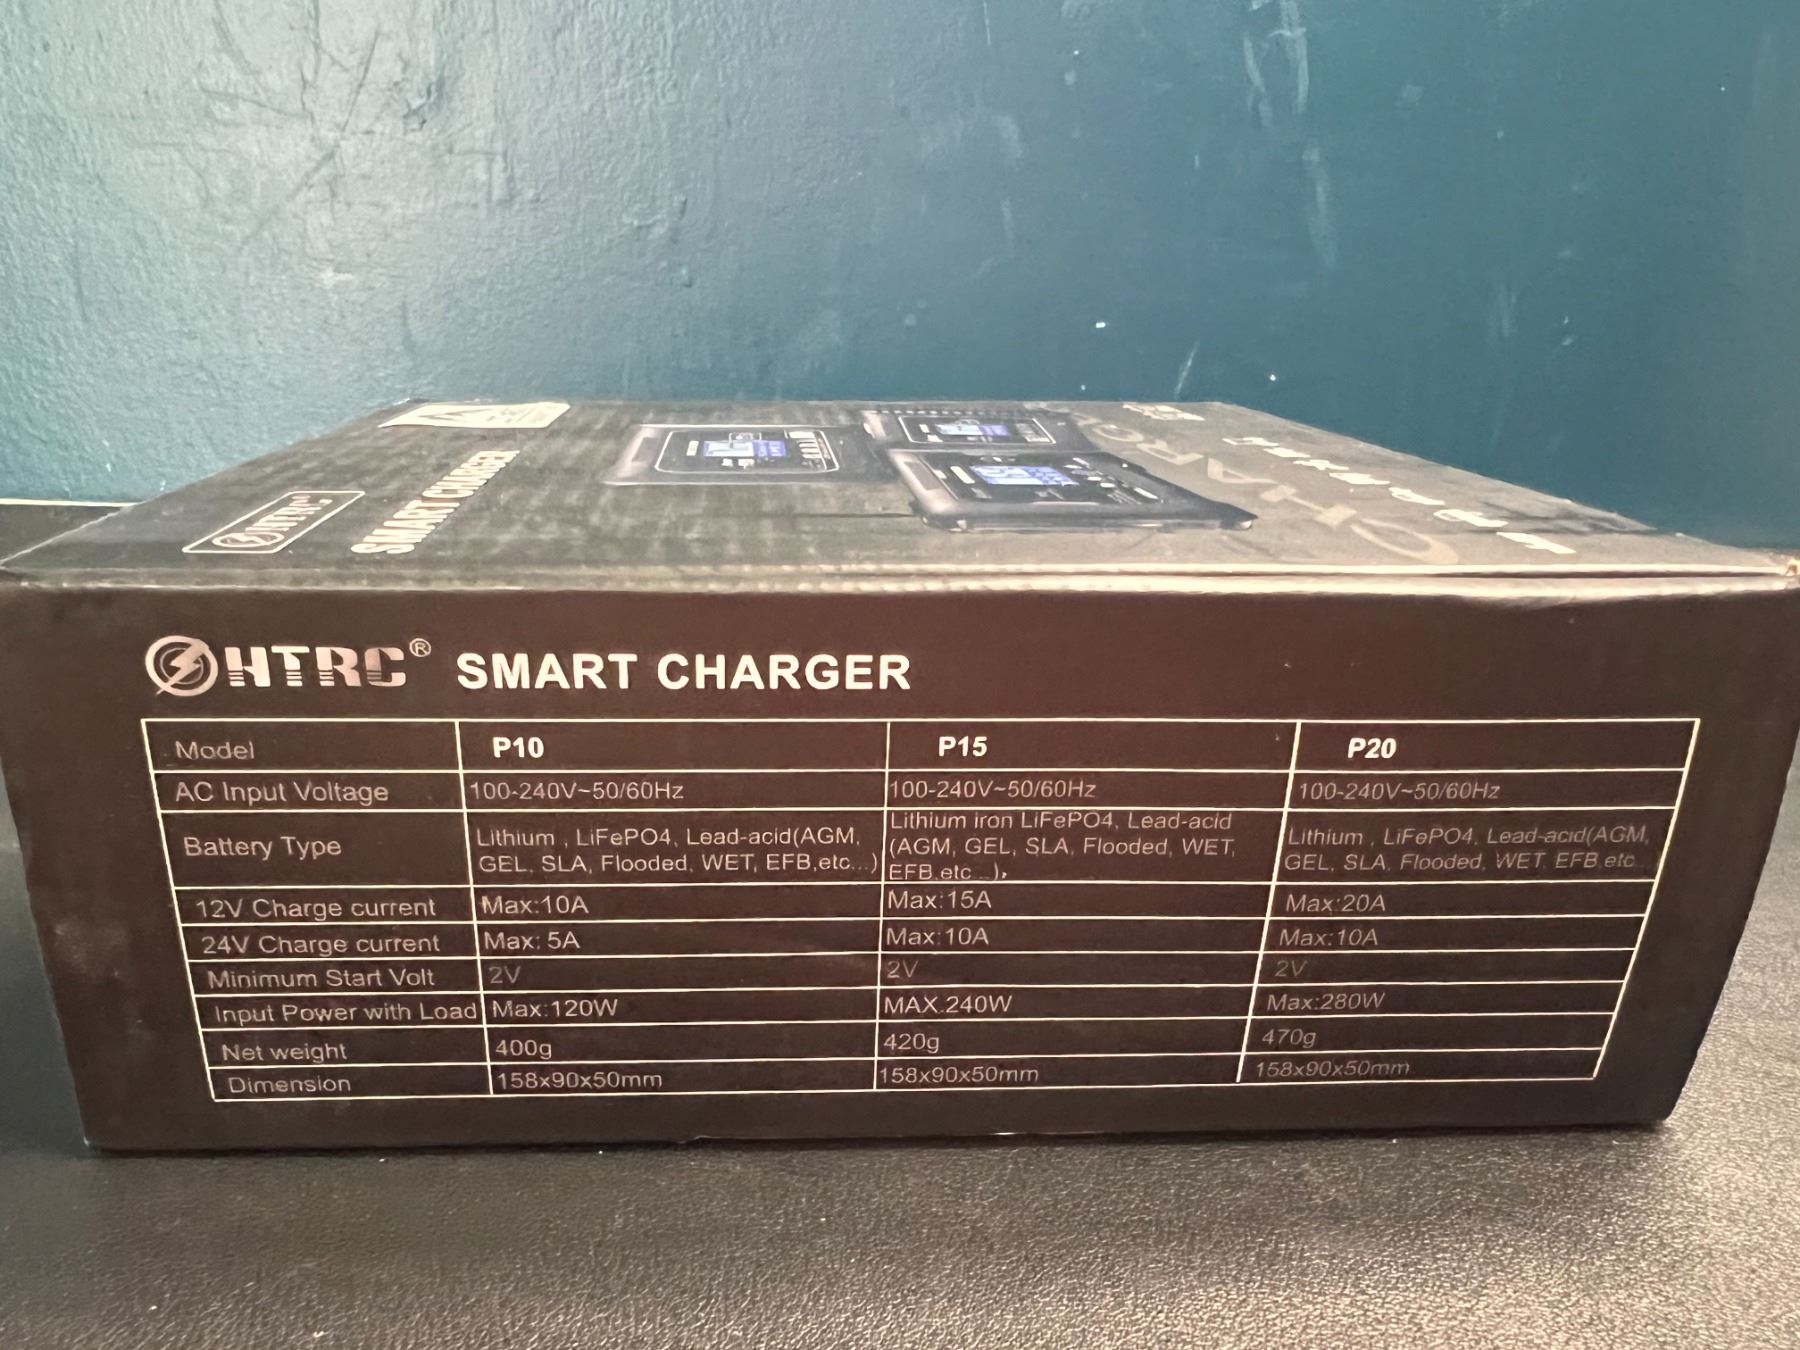 HTRC
SMART CHARGER
HTRC® SMART CHARGER
Model P10 P15 P20
AC Input Voltage 100-240V~50/60Hz 100-240V~50/60Hz 100-240V~50/60Hz
Battery Type
Lithium , LiFePO4, Lead-acid(AGM,
GEL, SLA, Flooded, WET, EFB,etc...)
Lithium iron LiFePO4, Lead-acid
(AGM, GEL, SLA, Flooded, WET,
EFB,etc...),
Lithium , LiFePO4, Lead-acid(AGM,
GEL, SLA, Flooded, WET, EFB,etc...
12V Charge current Max:10A Max:15A Max:20A
24V Charge current Max: 5A Max:10A Max:10A
Minimum Start Volt 2V 2V 2V
Input Power with Load Max:120W MAX.240W Max:280W
Net weight 400g 420g 470g
Dimension 158x90x50mm 158x90x50mm 158x90x50mm